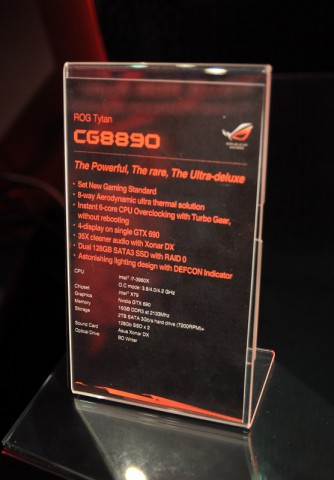 ROG Tytan
CG8890
REPUBLIC OF
GAMERS
The Powerful, The rare, The Ultra-deluxe
• Set New Gaming Standard
• 8-way Aerodynamic ultra thermal solution
• Instant 6-core CPU Overclocking with Turbo Gear,
without rebooting
• 4-display on single GTX 690
• 35X cleaner audio with Xonar DX
• Dual 128GB SATA3 SSD with RAID 0
• Astonishing lighting design with DEFCON Indicator
CPU Intel® i7-3960X
O.C mode: 3.8/4.0/4.2 GHz
Chipset Intel® X79
Graphics Nvidia GTX 690
Memory 16GB DDR3 at 2133MHz
Storage 2TB SATA 3Gb/s hard drive (7200RPM)+
128Gb SSD x 2
Sound Card Asus Xonar DX
Optical Drive BD Writer